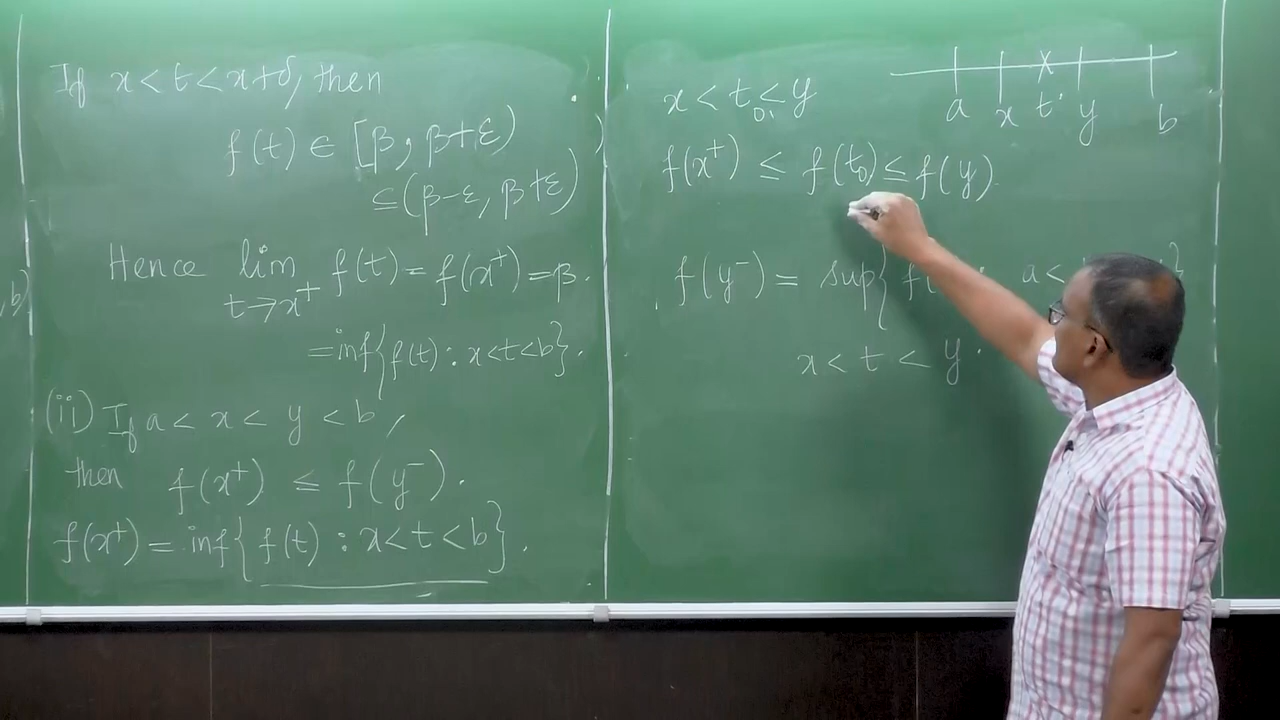 If x < t < x+δ, then
f(t) ∈ [β, β+ε)
⊆ (β-ε, β+ε)
Hence lim f(t) = f(x⁺) = β.
t→x⁺
= inf{f(t) : x<t<b}.
(ii) If a < x < y < b,
then f(x⁺) ≤ f(y⁻).
f(x⁺) = inf{f(t) : x<t<b}.
,b)
x < t₀ < y
a x t' y b
f(x⁺) ≤ f(t₀) ≤ f(y)
f(y⁻) = sup{ f( a< }
x < t < y.